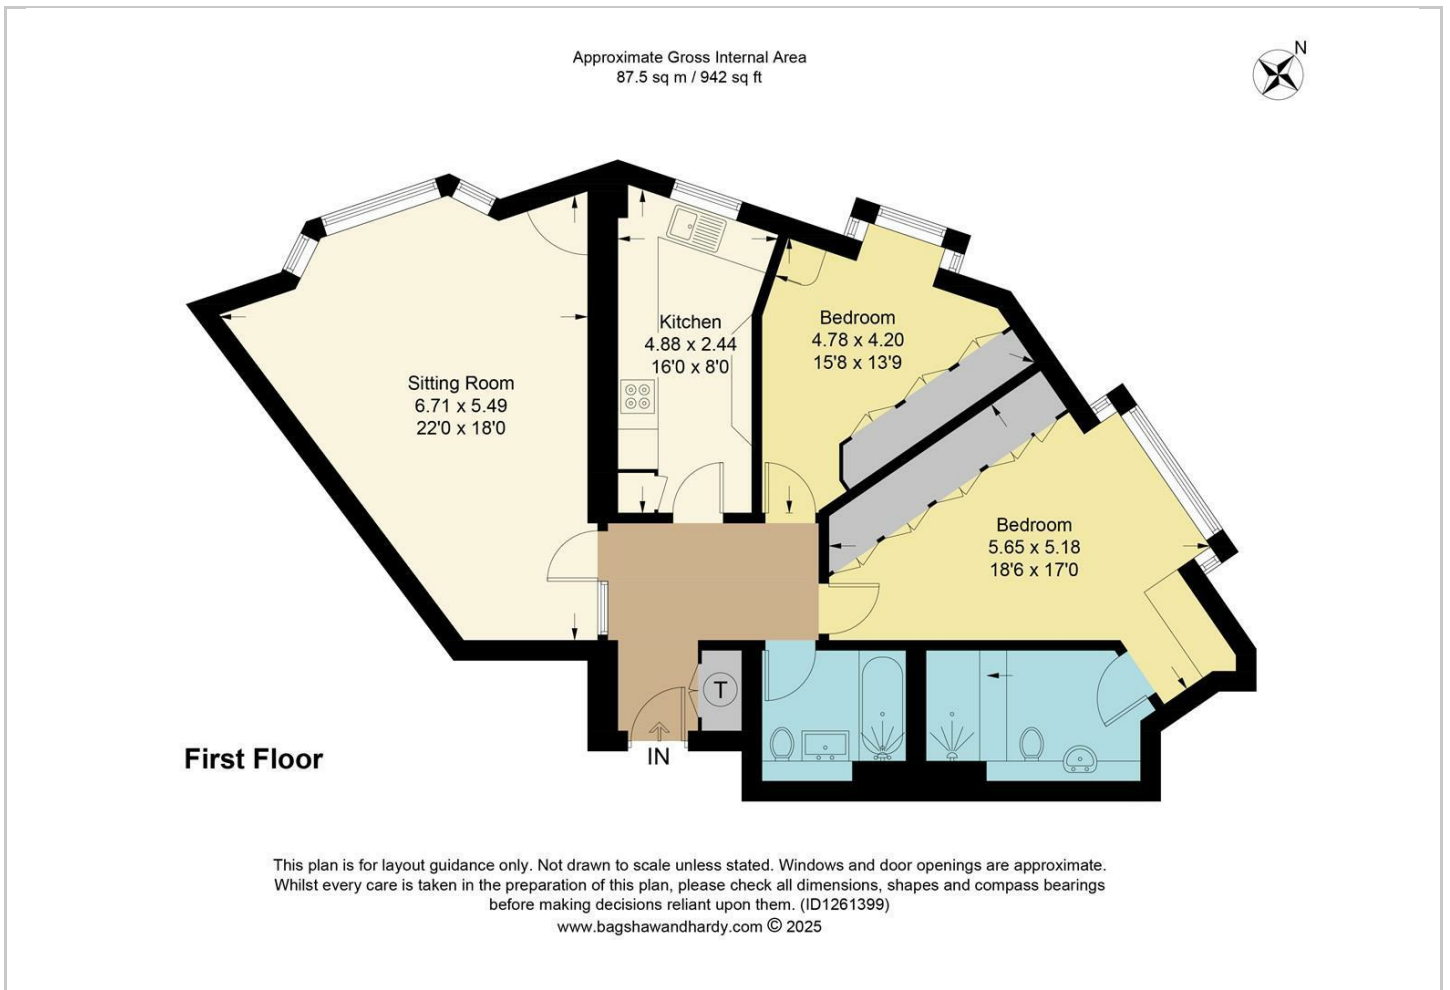 Approximate Gross Internal Area
87.5 sq m / 942 sq ft
N
Sitting Room
6.71 x 5.49
22'0 x 18'0
Kitchen
4.88 x 2.44
16'0 x 8'0
Bedroom
4.78 x 4.20
15'8 x 13'9
Bedroom
5.65 x 5.18
18'6 x 17'0
T
IN
First Floor
This plan is for layout guidance only. Not drawn to scale unless stated. Windows and door openings are approximate.
Whilst every care is taken in the preparation of this plan, please check all dimensions, shapes and compass bearings
before making decisions reliant upon them. (ID1261399)
www.bagshawandhardy.com © 2025